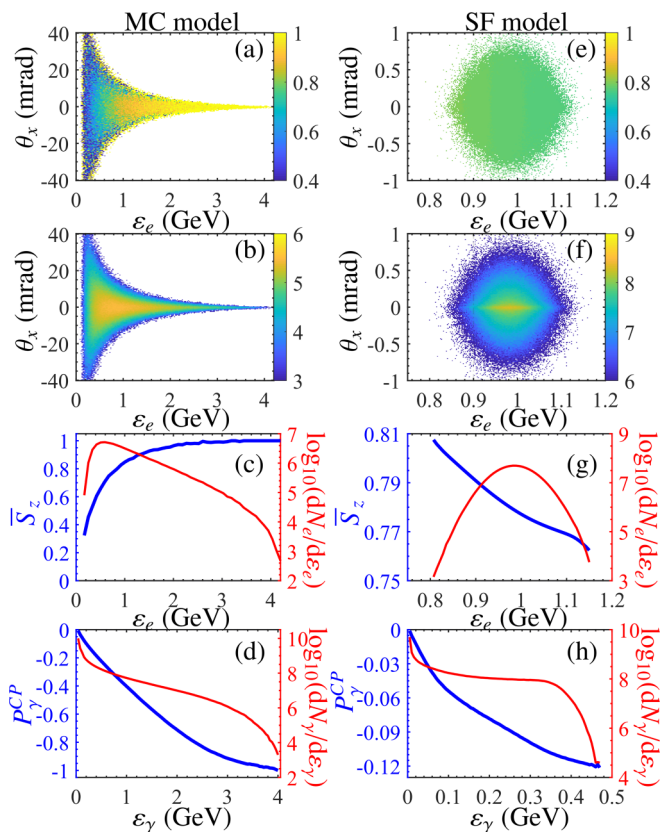 MC model SF model
(a) (e)
θx (mrad)
40
20
0
-20
-40
0 1 2 3 4
εe (GeV)
1
0.8
0.6
0.4
θx (mrad)
1
0.5
0
-0.5
-1
0.8 0.9 1 1.1 1.2
εe (GeV)
1
0.8
0.6
0.4
(b) (f)
θx (mrad)
40
20
0
-20
-40
0 1 2 3 4
εe (GeV)
6
5
4
3
θx (mrad)
1
0.5
0
-0.5
-1
0.8 0.9 1 1.1 1.2
εe (GeV)
9
8
7
6
(c) (g)
S̅z
1
0.8
0.6
0.4
0.2
0
0 1 2 3 4
εe (GeV)
7
6
5
4
3
2
log10(dNe/dεe)
S̅z
0.81
0.79
0.77
0.75
0.8 0.9 1 1.1 1.2
εe (GeV)
9
7
5
3
log10(dNe/dεe)
(d) (h)
PγCP
0
-0.2
-0.4
-0.6
-0.8
-1
0 1 2 3 4
εγ (GeV)
10
8
6
4
2
log10(dNγ/dεγ)
PγCP
0
-0.03
-0.06
-0.09
-0.12
0 0.1 0.2 0.3 0.4 0.5
εγ (GeV)
10
8
6
4
log10(dNγ/dεγ)